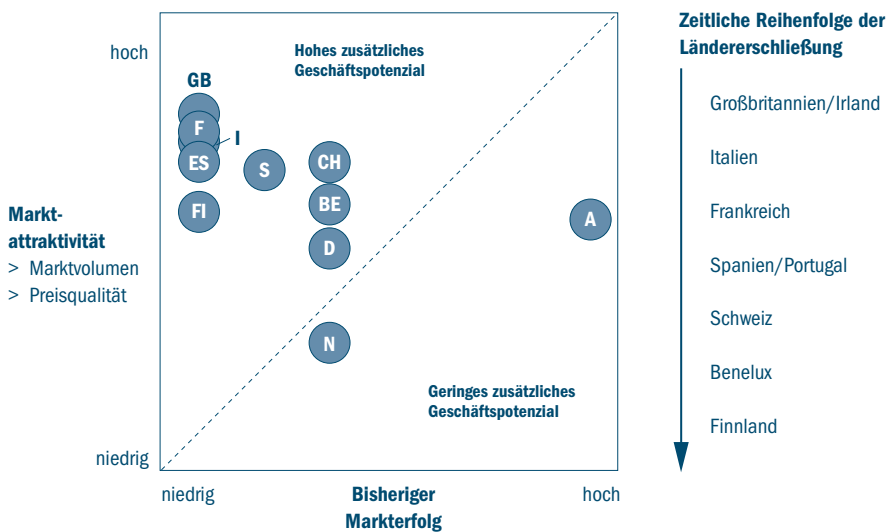 Zeitliche Reihenfolge der
Ländererschließung
hoch
Hohes zusätzliches
Geschäftspotenzial
GB
F
I
ES
S
CH
FI
BE
A
D
N
Markt-
attraktivität
> Marktvolumen
> Preisqualität
Geringes zusätzliches
Geschäftspotenzial
niedrig
niedrig
Bisheriger
Markterfolg
hoch
Großbritannien/Irland
Italien
Frankreich
Spanien/Portugal
Schweiz
Benelux
Finnland